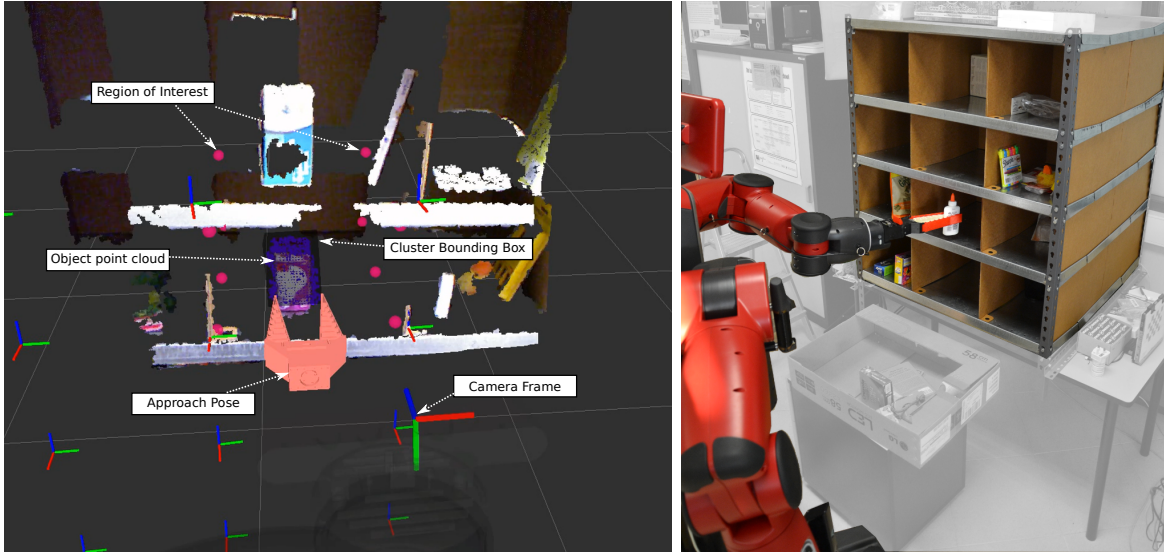 Region of Interest
Cluster Bounding Box
Object point cloud
Camera Frame
Approach Pose